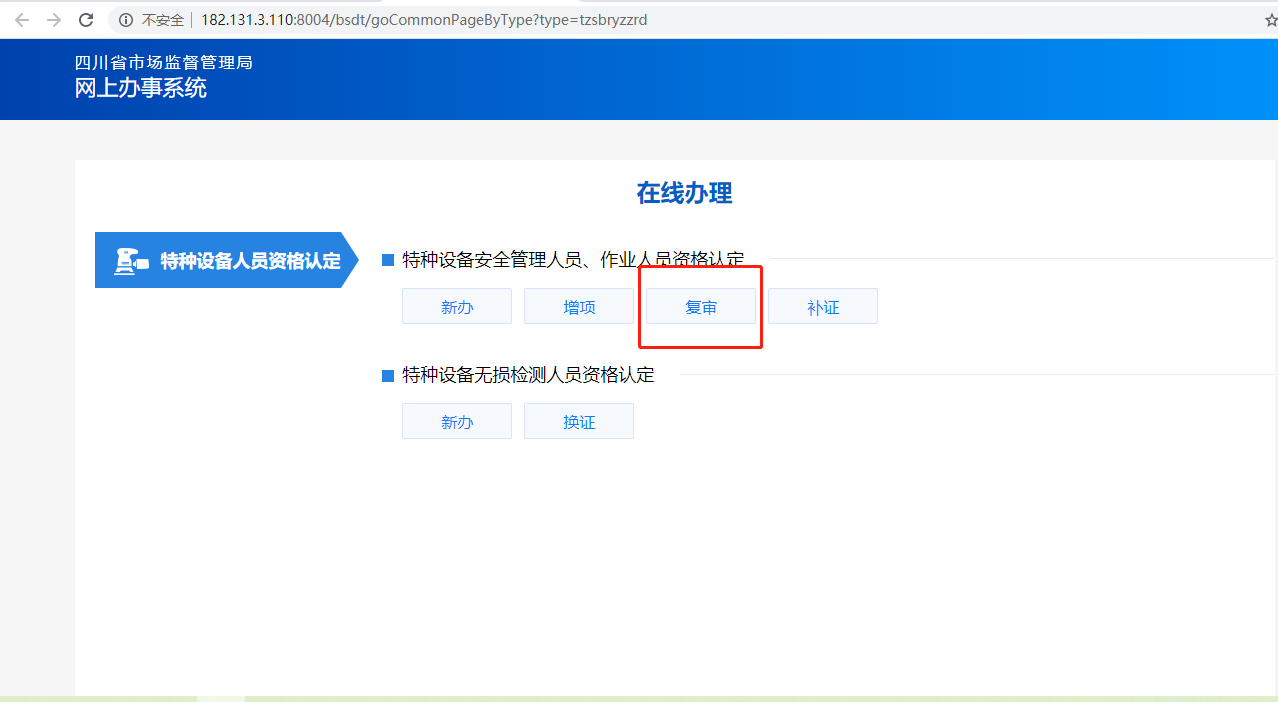 不安全 182.131.3.110:8004/bsdt/goCommonPageByType?type=tzsbryzzrd
四川省市场监督管理局
网上办事系统
在线办理
特种设备人员资格认定
特种设备安全管理人员、作业人员资格认定
新办 增项 复审 补证
特种设备无损检测人员资格认定
新办 换证